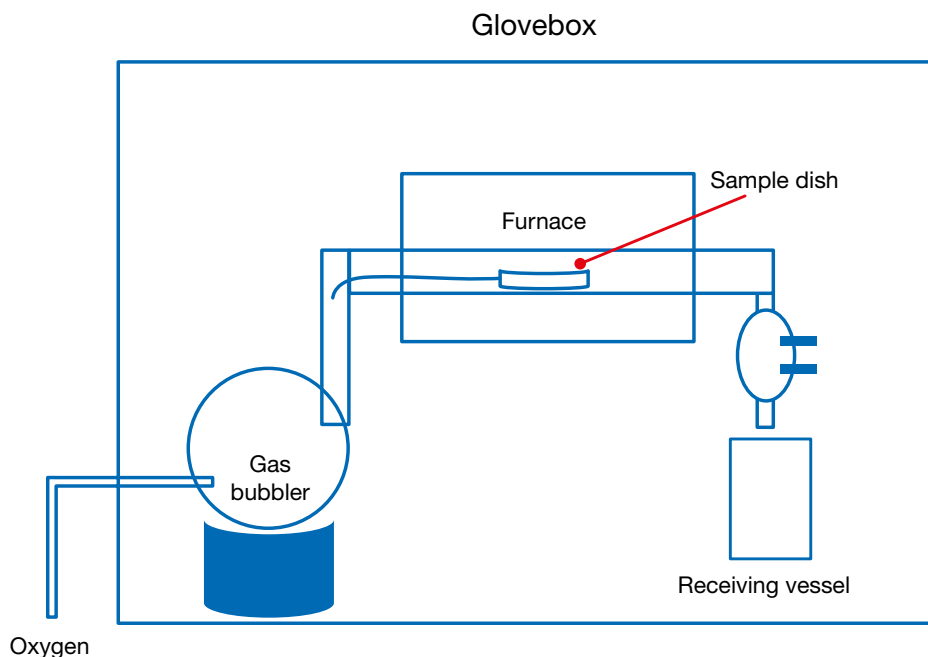 Glovebox
Sample dish
Furnace
Gas
bubbler
Receiving vessel
Oxygen